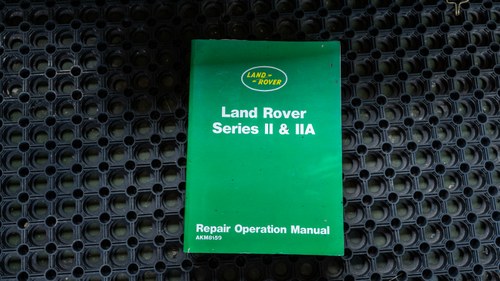 LAND
ROVER
Land Rover
Series II & IIA
Repair Operation Manual
AKM8159